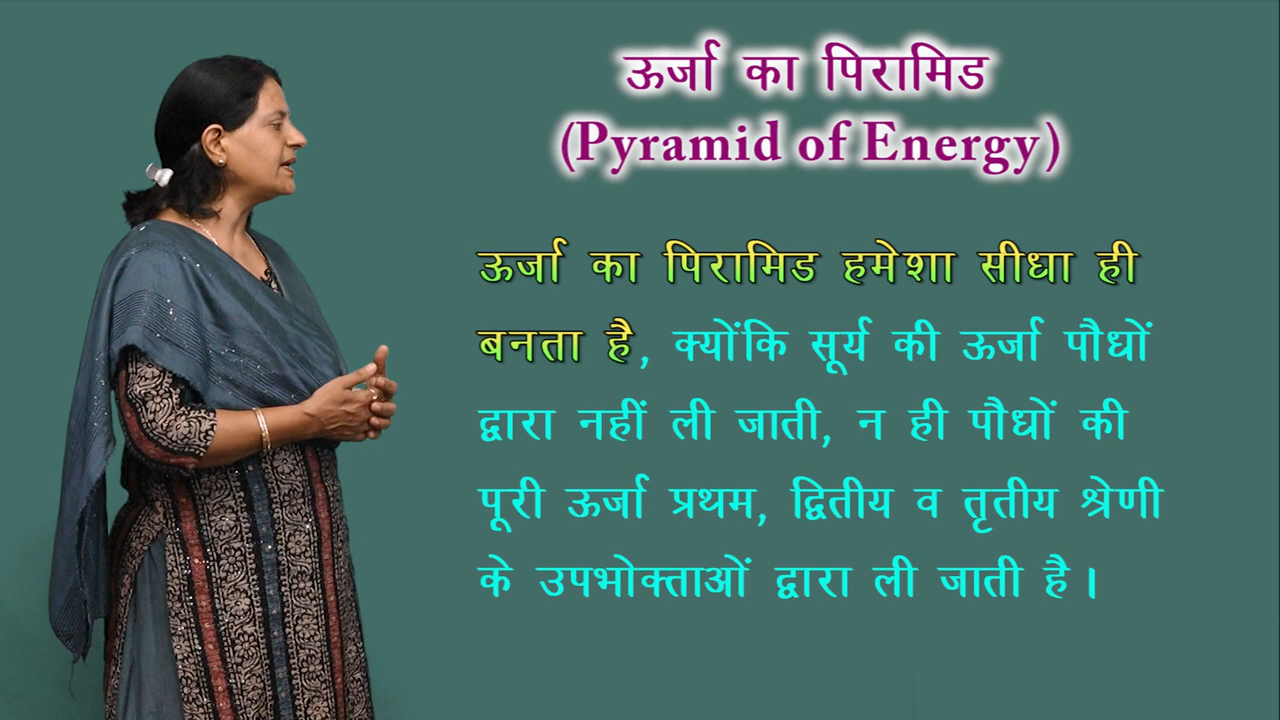 ऊर्जा का पिरामिड
(Pyramid of Energy)
ऊर्जा का पिरामिड हमेशा सीधा ही
बनता है, क्योंकि सूर्य की ऊर्जा पौधों
द्वारा नहीं ली जाती, न ही पौधों की
पूरी ऊर्जा प्रथम, द्वितीय व तृतीय श्रेणी
के उपभोक्ताओं द्वारा ली जाती है।